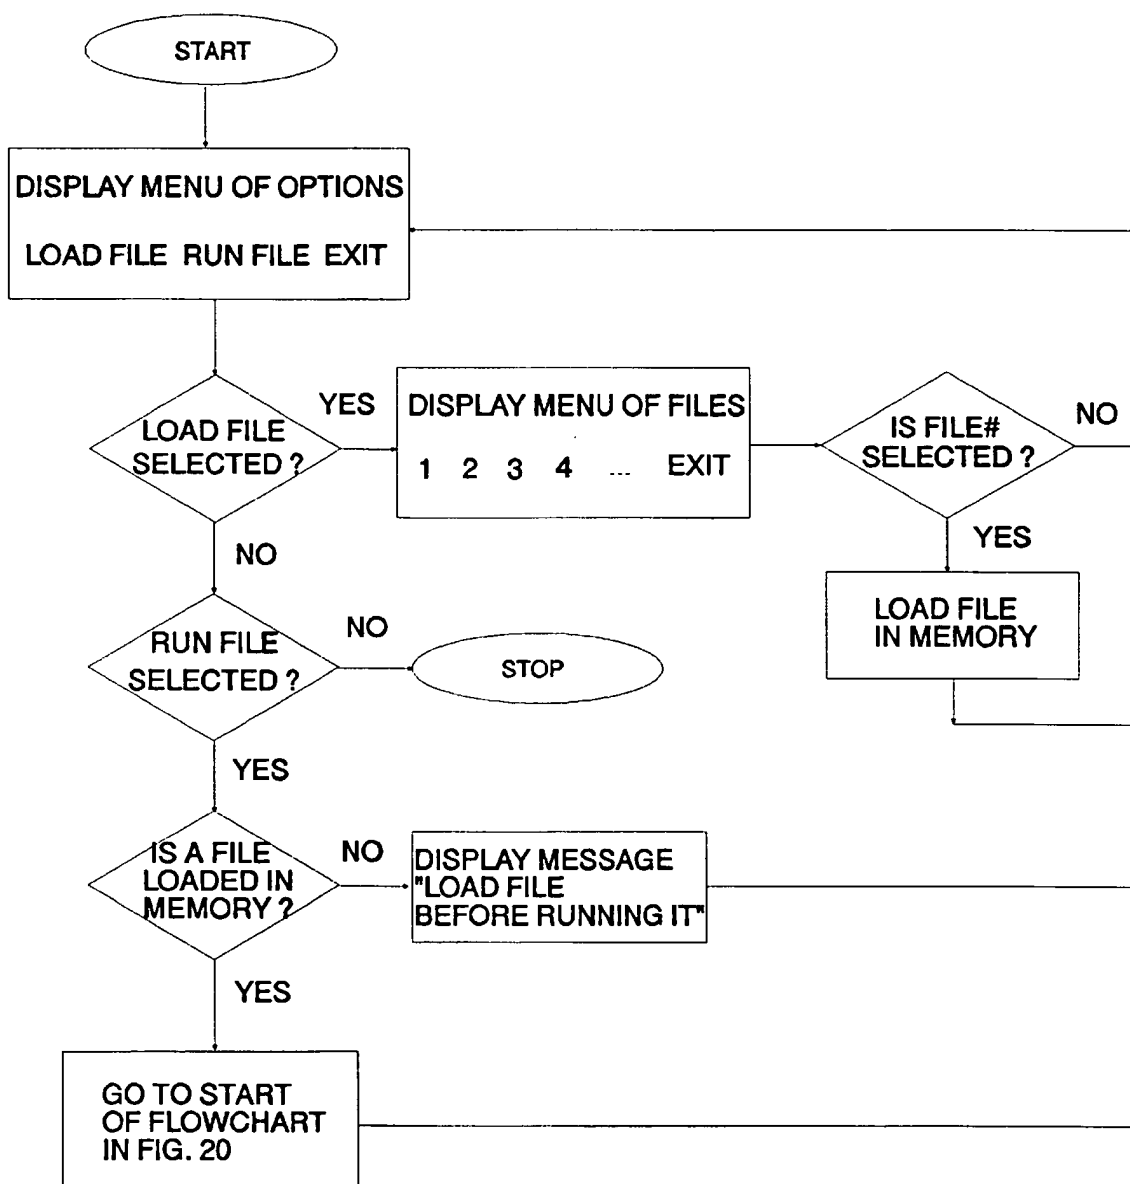 START
DISPLAY MENU OF OPTIONS
LOAD FILE RUN FILE EXIT
LOAD FILE
SELECTED ?
YES
DISPLAY MENU OF FILES
1 2 3 4 ... EXIT
IS FILE#
SELECTED ?
NO
YES
LOAD FILE
IN MEMORY
NO
RUN FILE
SELECTED ?
NO
STOP
YES
IS A FILE
LOADED IN
MEMORY ?
NO
DISPLAY MESSAGE
"LOAD FILE
BEFORE RUNNING IT"
YES
GO TO START
OF FLOWCHART
IN FIG. 20